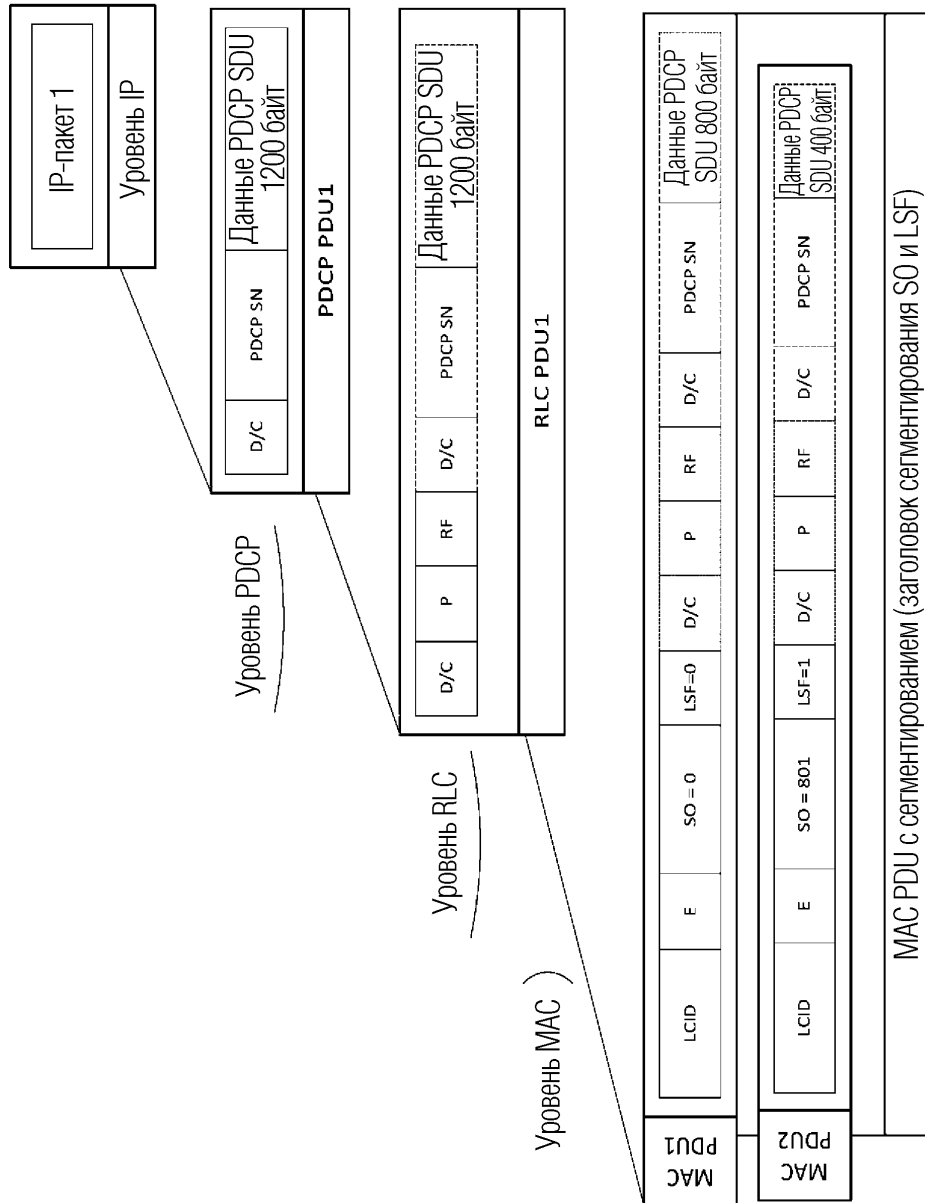 IP-пакет 1
Уровень IP
Уровень PDCP
D/C
PDCP SN
Данные PDCP SDU
1200 байт
PDCP PDU1
Уровень RLC
D/C
P
RF
D/C
PDCP SN
Данные PDCP SDU
1200 байт
RLC PDU1
Уровень MAC
MAC
PDU1
LCID
E
SO = 0
LSF=0
D/C
P
RF
D/C
PDCP SN
Данные PDCP
SDU 800 байт
MAC
PDU2
LCID
E
SO = 801
LSF=1
D/C
P
RF
D/C
PDCP SN
Данные PDCP
SDU 400 байт
MAC PDU с сегментированием (заголовок сегментирования SO и LSF)